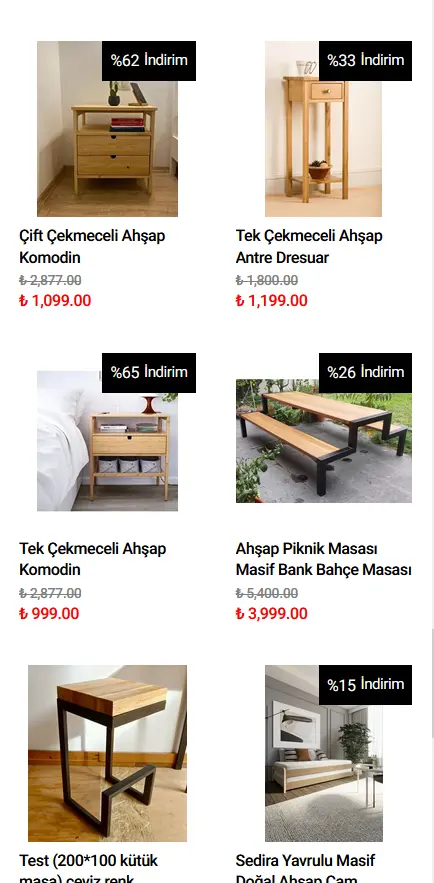 %62 İndirim
%33 İndirim
Çift Çekmeceli Ahşap
Komodin
₺ 2,877.00
₺ 1,099.00
Tek Çekmeceli Ahşap
Antre Dresuar
₺ 1,800.00
₺ 1,199.00
%65 İndirim
%26 İndirim
Tek Çekmeceli Ahşap
Komodin
₺ 2,877.00
₺ 999.00
Ahşap Piknik Masası
Masif Bank Bahçe Masası
₺ 5,400.00
₺ 3,999.00
%15 İndirim
Test (200*100 kütük
masa) ceviz renk
Sedira Yavrulu Masif
Doğal Ahşap Çam